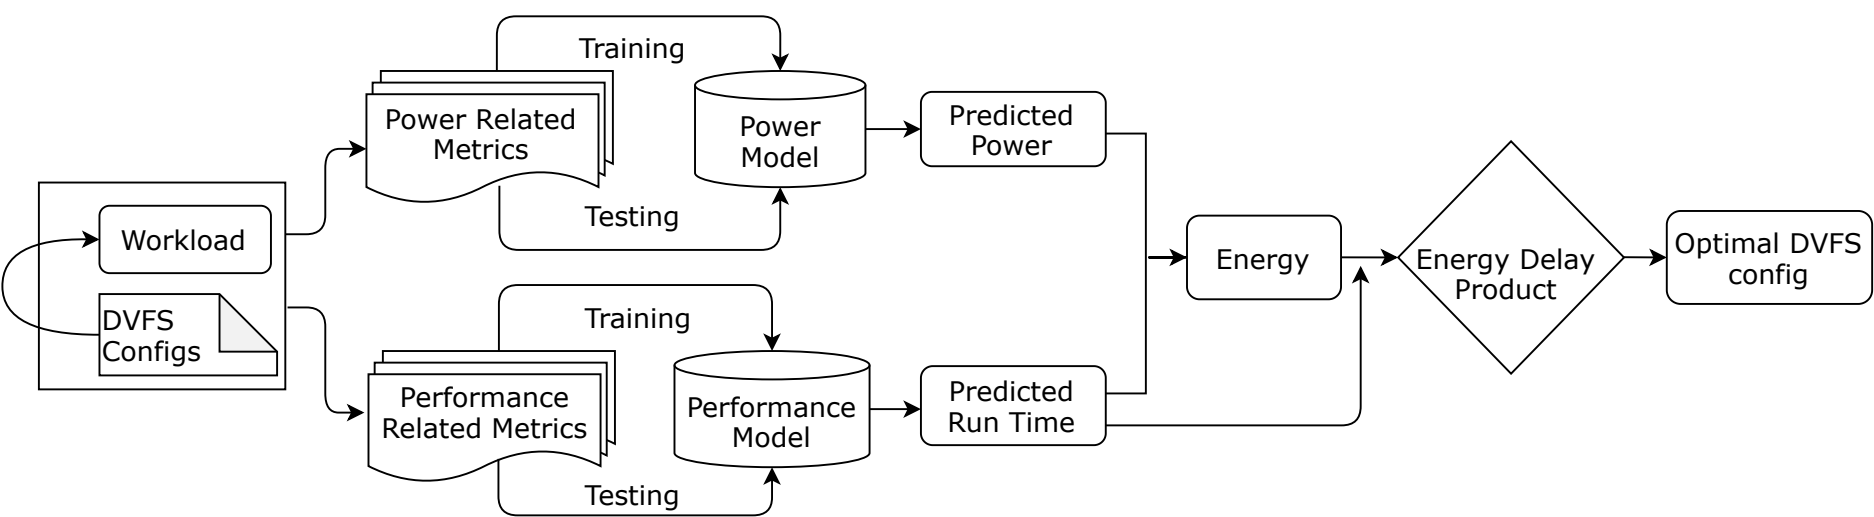 Training
Power Related
Metrics
Power
Model
Predicted
Power
Testing
Workload
DVFS
Configs
Energy
Energy Delay
Product
Optimal DVFS
config
Training
Performance
Related Metrics
Performance
Model
Predicted
Run Time
Testing